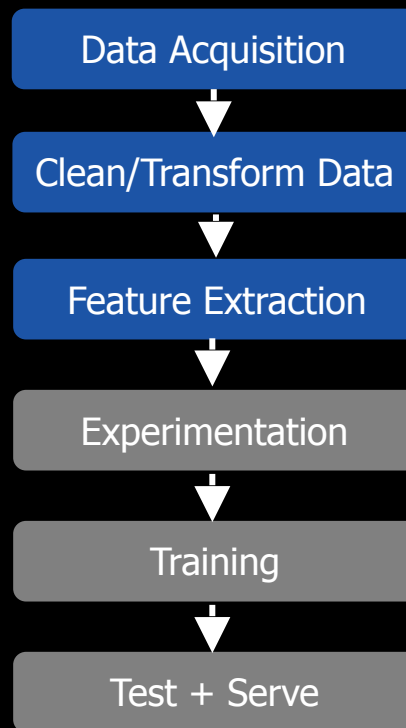 Data Acquisition
Clean/Transform Data
Feature Extraction
Experimentation
Training
Test + Serve